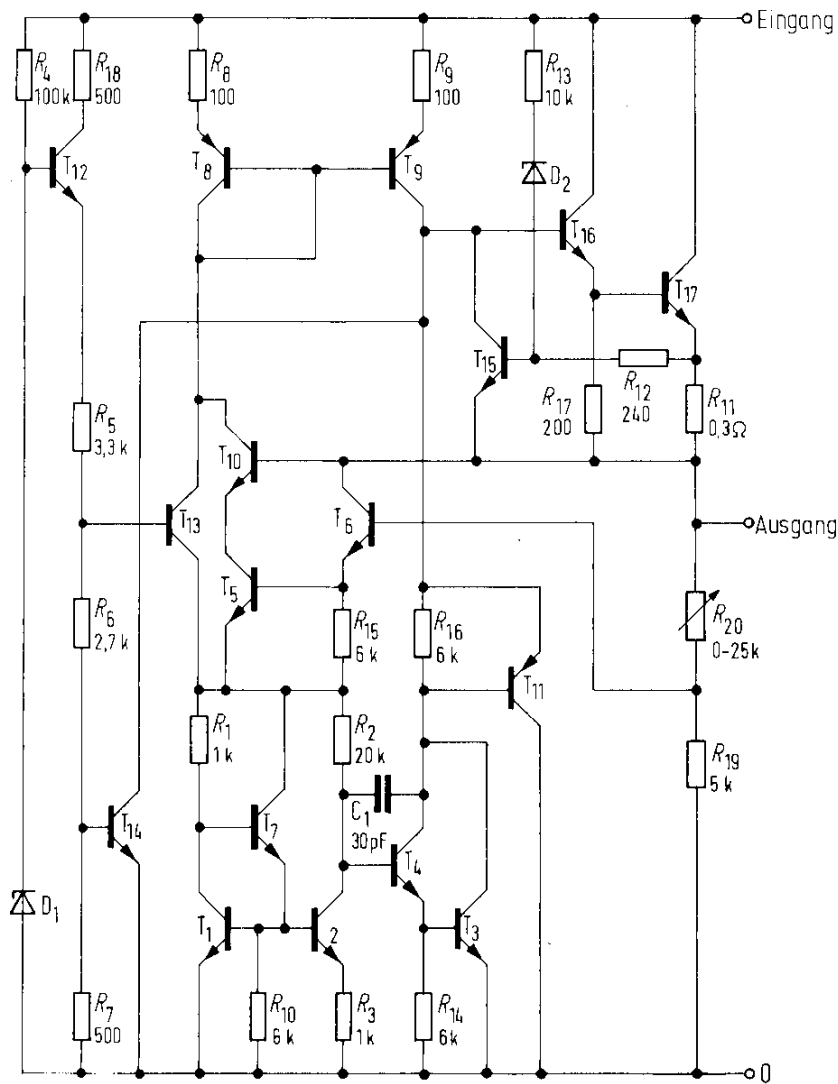 Eingang
R4
100k
R18
500
R8
100
R9
100
R13
10k
T12
T8
T9
D2
T16
T17
T15
R12
240
R17
200
R11
0,3Ω
R5
3,3k
T10
T13
T6
Ausgang
T5
R6
2,7k
R15
6k
R16
6k
R20
0–25k
T11
R1
1k
R2
20k
R19
5k
C1
30pF
T14
T7
T4
D1
T1
2
T3
R7
500
R10
6k
R3
1k
R14
6k
0